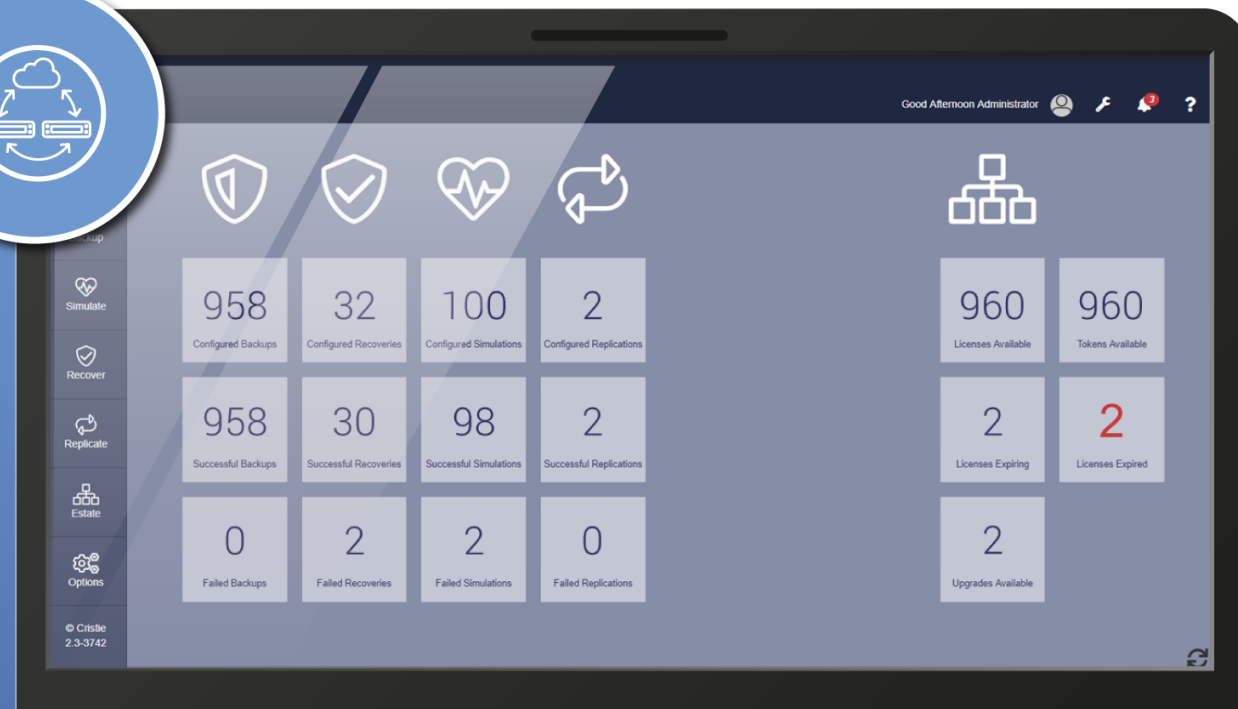 Good Afternoon Administrator
3
?
Backup
Simulate
Recover
Replicate
Estate
Options
© Cristie
2.3-3742
958
Configured Backups
32
Configured Recoveries
100
Configured Simulations
2
Configured Replications
960
Licenses Available
960
Tokens Available
958
Successful Backups
30
Successful Recoveries
98
Successful Simulations
2
Successful Replications
2
Licenses Expiring
2
Licenses Expired
0
Failed Backups
2
Failed Recoveries
2
Failed Simulations
0
Failed Replications
2
Upgrades Available